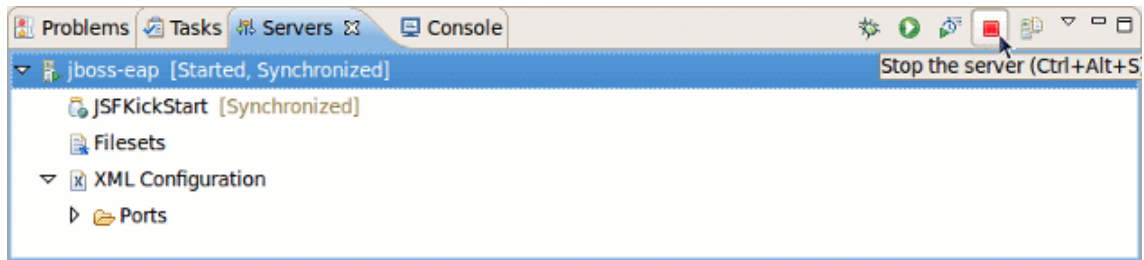 Problems Tasks Servers Console
jboss-eap [Started, Synchronized]
Stop the server (Ctrl+Alt+S
JSFKickStart [Synchronized]
Filesets
XML Configuration
Ports